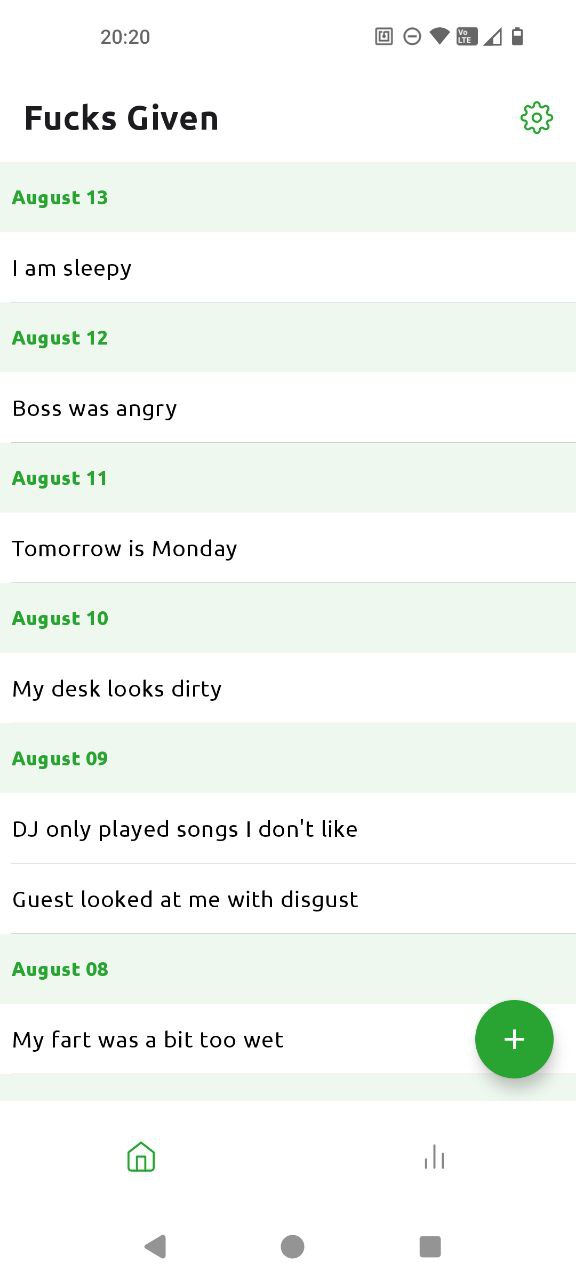 20:20
Vo
LTE
Fucks Given
August 13
I am sleepy
August 12
Boss was angry
August 11
Tomorrow is Monday
August 10
My desk looks dirty
August 09
DJ only played songs I don't like
Guest looked at me with disgust
August 08
My fart was a bit too wet